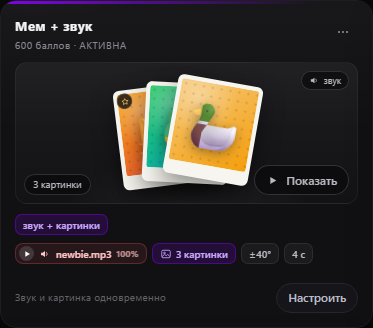 Мем + звук
...
600 баллов · АКТИВНА
звук
3 картинки
Показать
звук + картинки
newbie.mp3 100%
3 картинки
±40°
4 с
Звук и картинка одновременно
Настроить